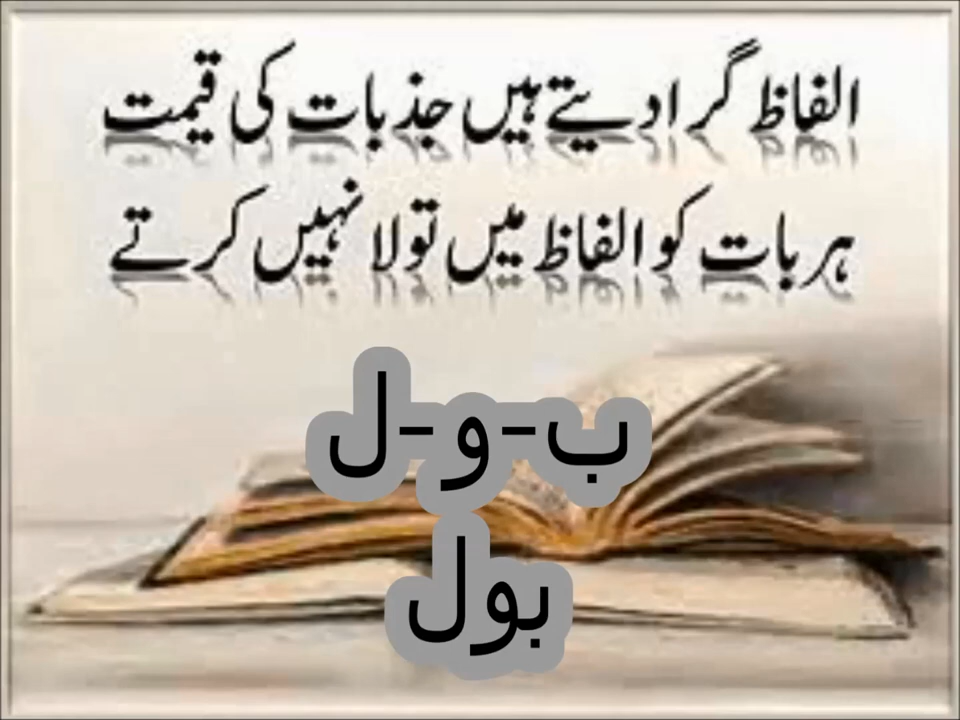 الفاظ گرا دیتے ہیں جذبات کی قیمت
ہر بات کو الفاظ میں تولا نہیں کرتے
ب-و-ل
بول